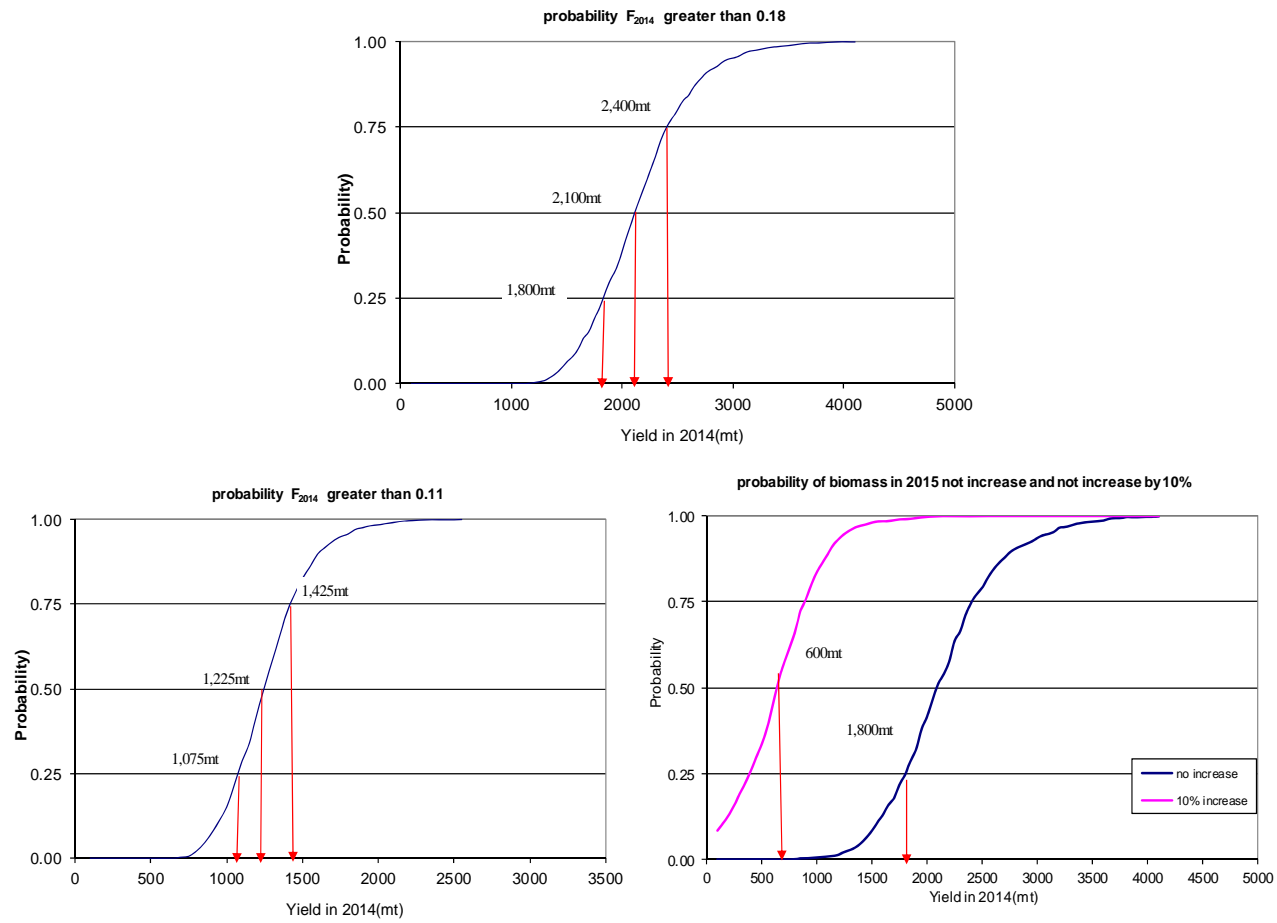 probability F2014 greater than 0.18
1.00
0.75
0.50
0.25
0.00
Probability)
2,400mt
2,100mt
1,800mt
0 1000 2000 3000 4000 5000
Yield in 2014(mt)
probability F2014 greater than 0.11
1.00
0.75
0.50
0.25
0.00
Probability)
1,425mt
1,225mt
1,075mt
0 500 1000 1500 2000 2500 3000 3500
Yield in 2014(mt)
probability of biomass in 2015 not increase and not increase by 10%
1.00
0.75
0.50
0.25
0.00
Probability
600mt
1,800mt
no increase
10% increase
0 500 1000 1500 2000 2500 3000 3500 4000 4500 5000
Yield in 2014(mt)